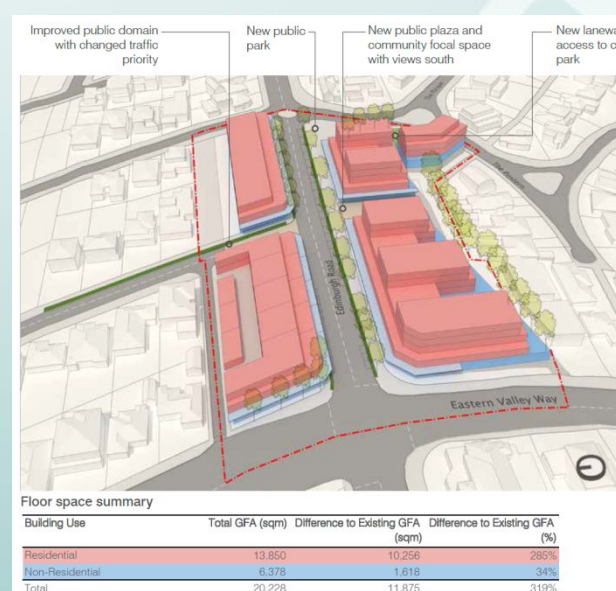 Improved public domain
with changed traffic
priority
New public
park
New public plaza and
community focal space
with views south
New lanewa
access to o
park
Edinburgh Road
Eastern Valley Way
Floor space summary
Building Use Total GFA (sqm) Difference to Existing GFA (sqm) Difference to Existing GFA (%)
Residential 13,850 10,256 285%
Non-Residential 6,378 1,618 34%
Total 20,228 11,875 319%